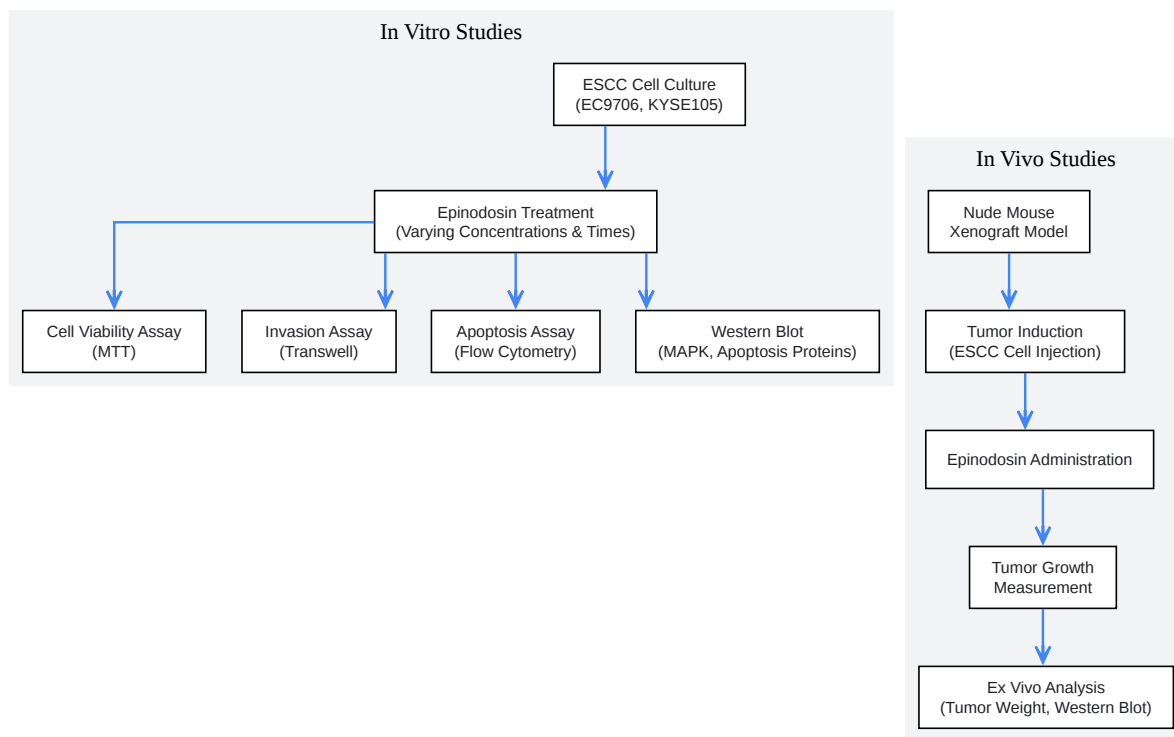 In Vitro Studies
ESCC Cell Culture
(EC9706, KYSE105)
Epinodosin Treatment
(Varying Concentrations & Times)
Cell Viability Assay
(MTT)
Invasion Assay
(Transwell)
Apoptosis Assay
(Flow Cytometry)
Western Blot
(MAPK, Apoptosis Proteins)
In Vivo Studies
Nude Mouse
Xenograft Model
Tumor Induction
(ESCC Cell Injection)
Epinodosin Administration
Tumor Growth
Measurement
Ex Vivo Analysis
(Tumor Weight, Western Blot)